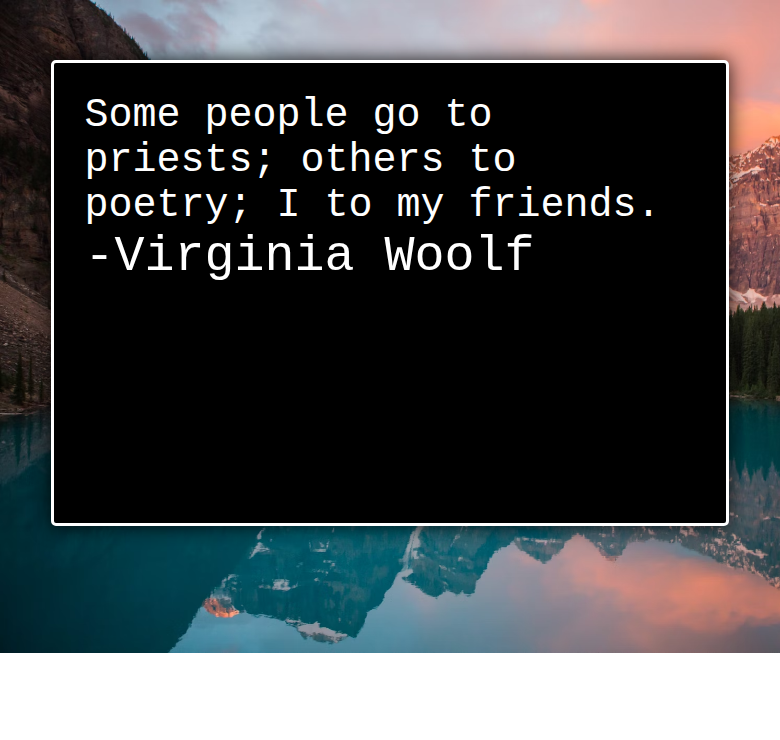 Some people go to
priests; others to
poetry; I to my friends.
-Virginia Woolf